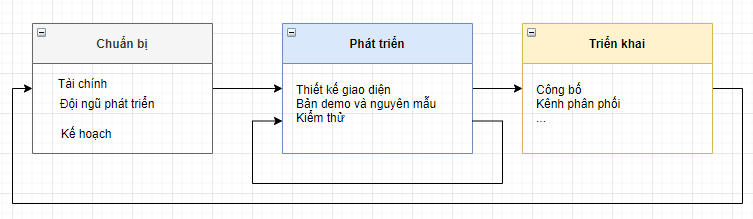 Chuẩn bị
Tài chính
Đội ngũ phát triển
Kế hoạch
Phát triển
Thiết kế giao diện
Bản demo và nguyên mẫu
Kiểm thử
Triển khai
Công bố
Kênh phân phối
...